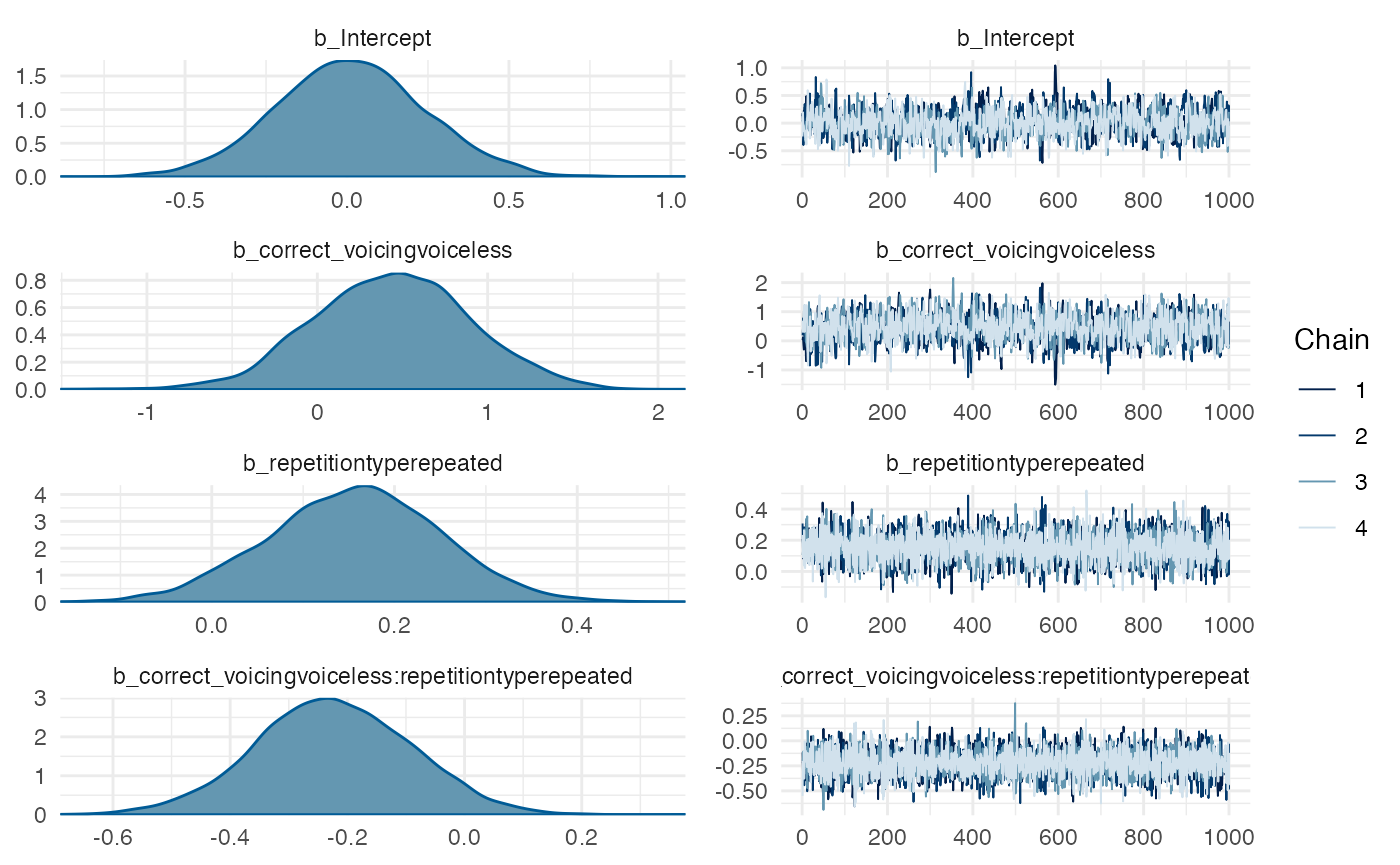 b_Intercept
b_Intercept
1.5
1.0
0.5
0.0
-0.5 0.0 0.5 1.0
1.0
0.5
0.0
-0.5
0 200 400 600 800 1000
b_correct_voicingvoiceless
b_correct_voicingvoiceless
0.8
0.6
0.4
0.2
0.0
-1 0 1 2
2
1
0
-1
0 200 400 600 800 1000
b_repetitiontyperepeated
b_repetitiontyperepeated
4
3
2
1
0
0.0 0.2 0.4
0.4
0.2
0.0
0 200 400 600 800 1000
b_correct_voicingvoiceless:repetitiontyperepeated
correct_voicingvoiceless:repetitiontyperepeat
3
2
1
0
-0.6 -0.4 -0.2 0.0 0.2
0.25
0.00
-0.25
-0.50
0 200 400 600 800 1000
Chain
1
2
3
4